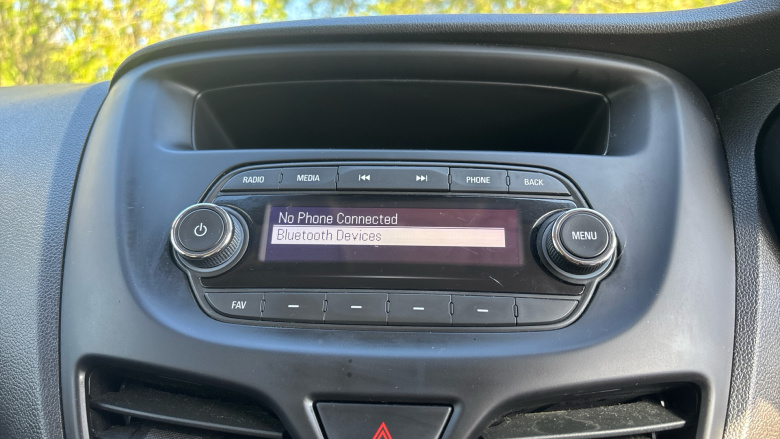 RADIO MEDIA PHONE BACK
No Phone Connected
Bluetooth Devices
MENU
FAV